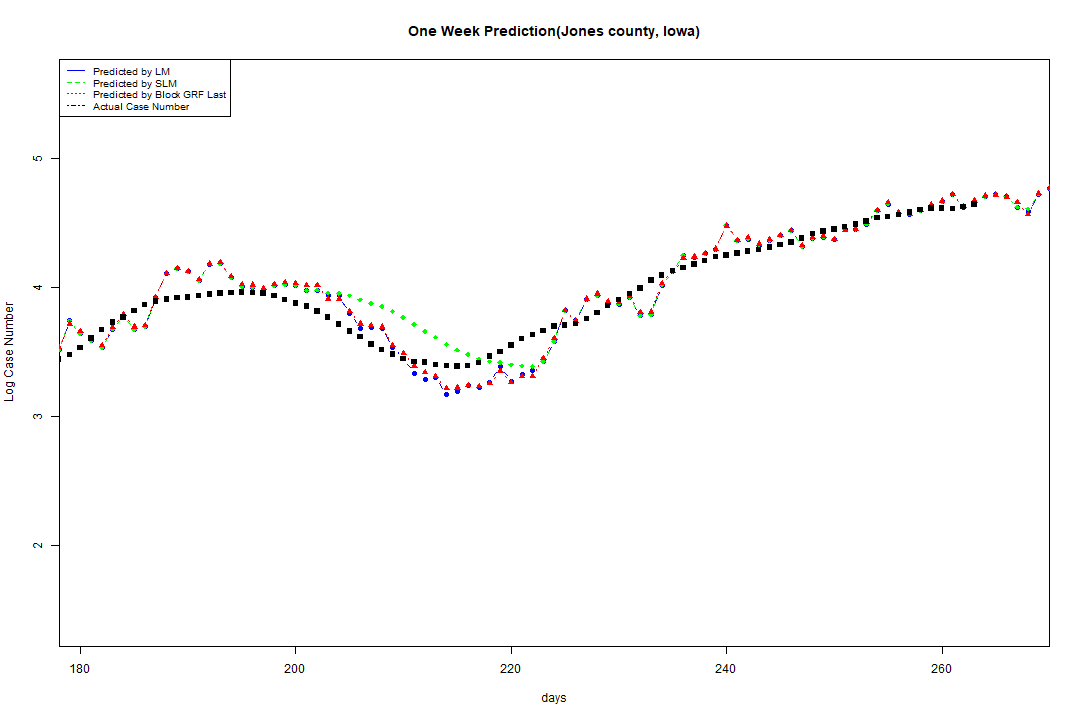 One Week Prediction(Jones county, Iowa)
Predicted by LM
Predicted by SLM
Predicted by Block GRF Last
Actual Case Number
5
4
3
2
Log Case Number
180 200 220 240 260
days